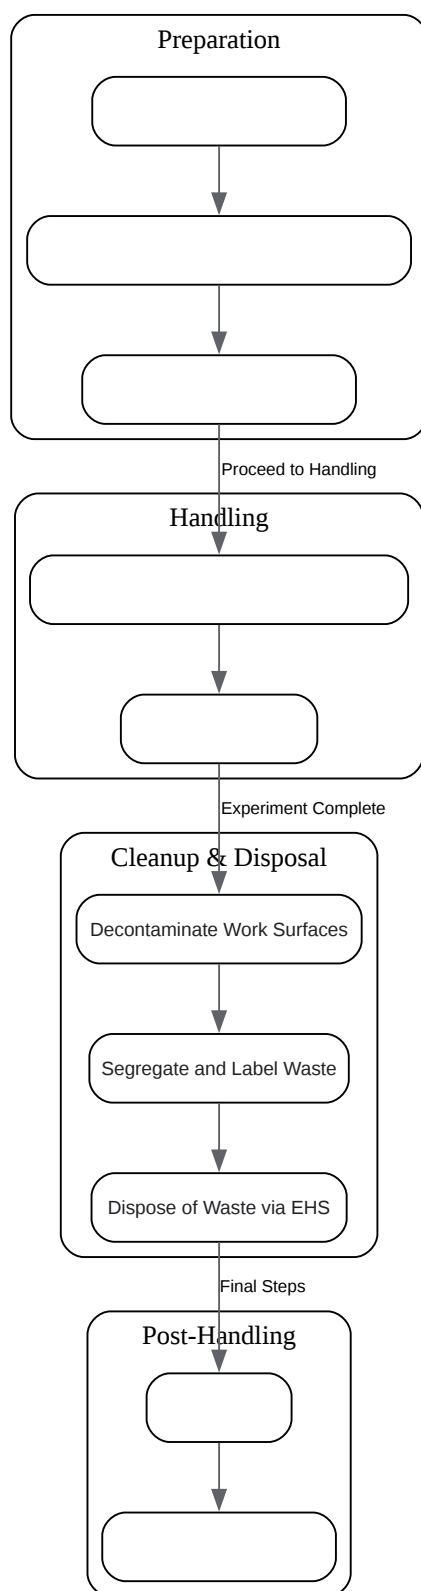 Preparation
Proceed to Handling
Handling
Experiment Complete
Cleanup & Disposal
Decontaminate Work Surfaces
Segregate and Label Waste
Dispose of Waste via EHS
Final Steps
Post-Handling